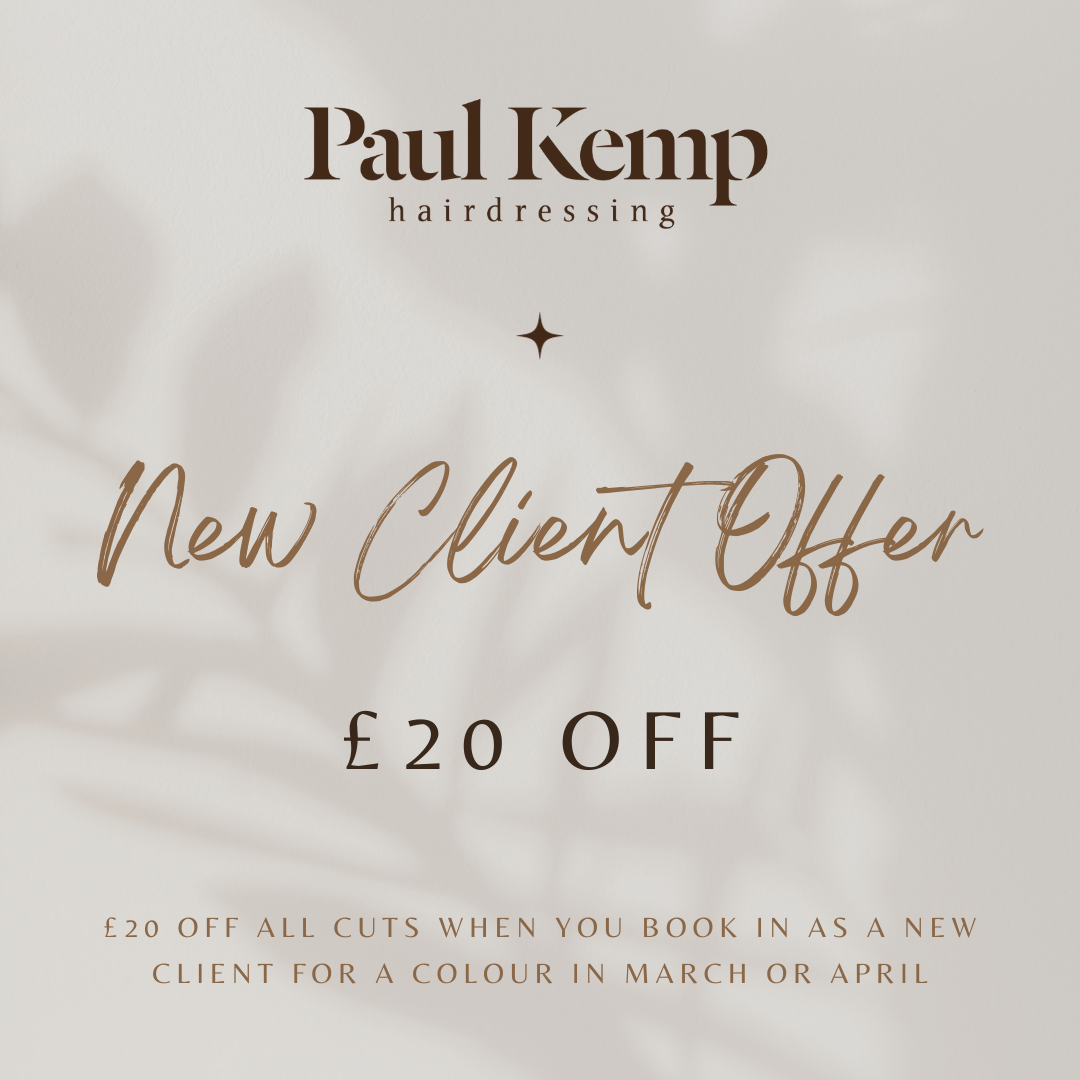 Paul Kemp
hairdressing
New Client Offer
£20 OFF
£20 OFF ALL CUTS WHEN YOU BOOK IN AS A NEW
CLIENT FOR A COLOUR IN MARCH OR APRIL